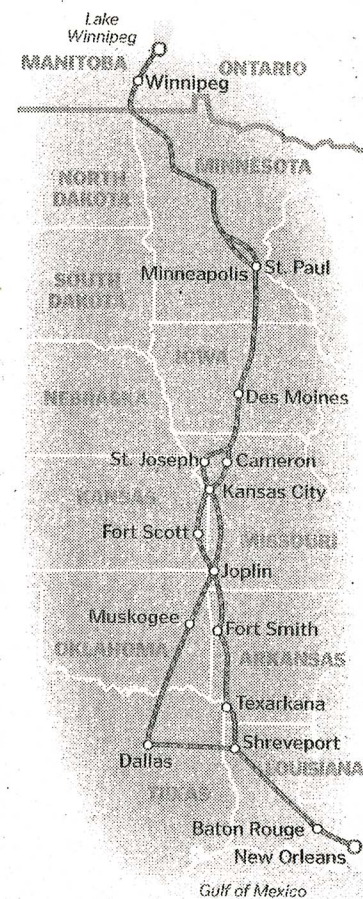 Lake
Winnipeg
MANITOBA
ONTARIO
Winnipeg
MINNESOTA
NORTH
DAKOTA
St. Paul
Minneapolis
SOUTH
DAKOTA
IOWA
NEBRASKA
Des Moines
St. Joseph
Cameron
KANSAS
Kansas City
Fort Scott
MISSOURI
Joplin
Muskogee
Fort Smith
OKLAHOMA
ARKANSAS
Texarkana
Shreveport
Dallas
LOUISIANA
TEXAS
Baton Rouge
New Orleans
Gulf of Mexico